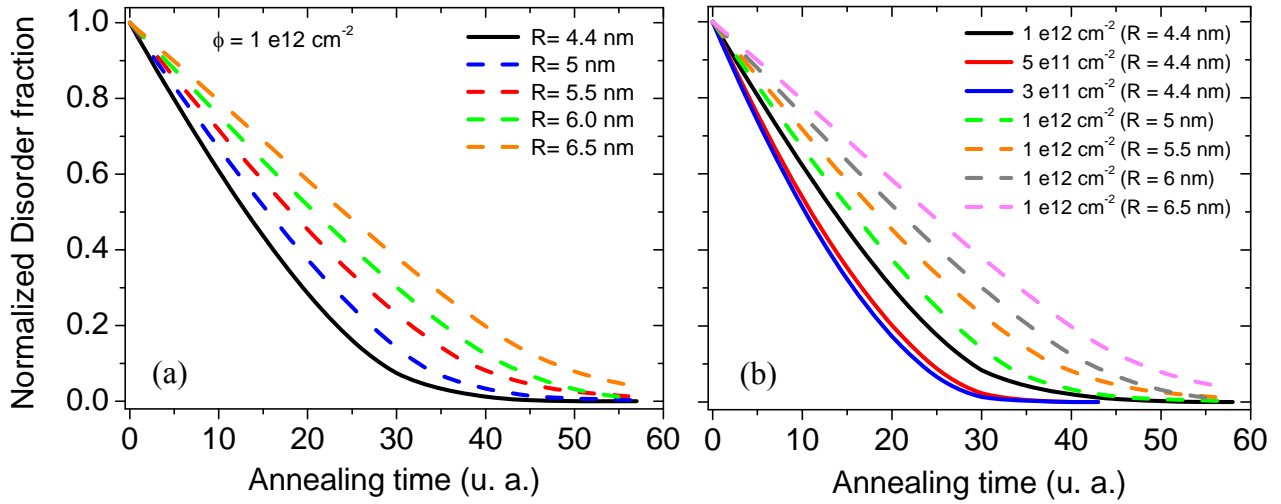 Normalized Disorder fraction
1.0
0.8
0.6
0.4
0.2
0.0
ϕ = 1 e12 cm⁻²
R= 4.4 nm
R= 5 nm
R= 5.5 nm
R= 6.0 nm
R= 6.5 nm
(a)
0 10 20 30 40 50 60
Annealing time (u. a.)
1 e12 cm⁻² (R = 4.4 nm)
5 e11 cm⁻² (R = 4.4 nm)
3 e11 cm⁻² (R = 4.4 nm)
1 e12 cm⁻² (R = 5 nm)
1 e12 cm⁻² (R = 5.5 nm)
1 e12 cm⁻² (R = 6 nm)
1 e12 cm⁻² (R = 6.5 nm)
(b)
0 10 20 30 40 50 60
Annealing time (u. a.)